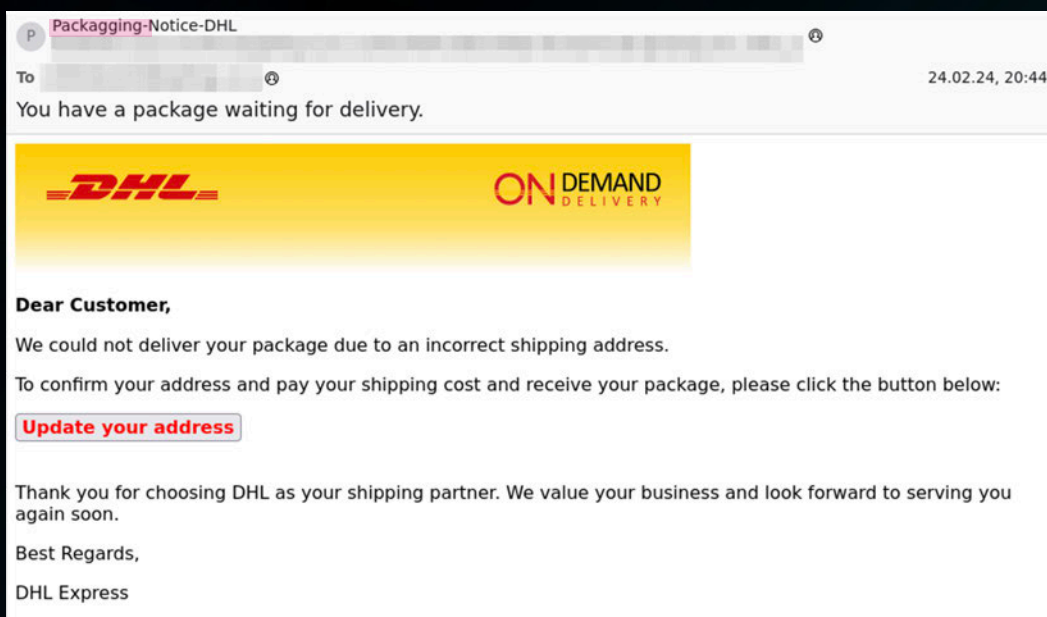 P
Packagging-Notice-DHL
To
24.02.24, 20:44
You have a package waiting for delivery.
DHL
ON DEMAND
DELIVERY
Dear Customer,
We could not deliver your package due to an incorrect shipping address.
To confirm your address and pay your shipping cost and receive your package, please click the button below:
Update your address
Thank you for choosing DHL as your shipping partner. We value your business and look forward to serving you
again soon.
Best Regards,
DHL Express